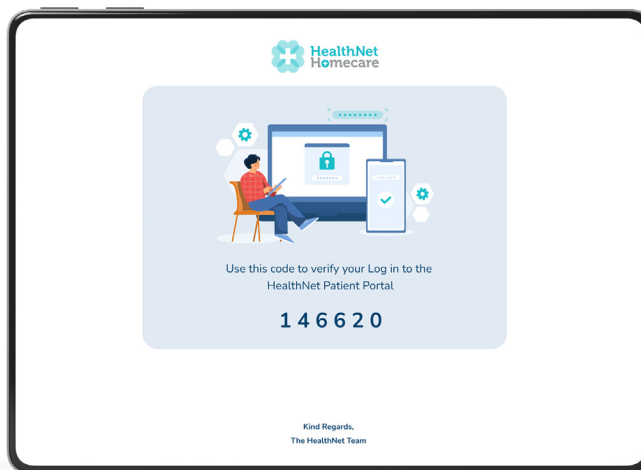 HealthNet
Homecare
Use this code to verify your Log in to the
HealthNet Patient Portal
146620
Kind Regards,
The HealthNet Team